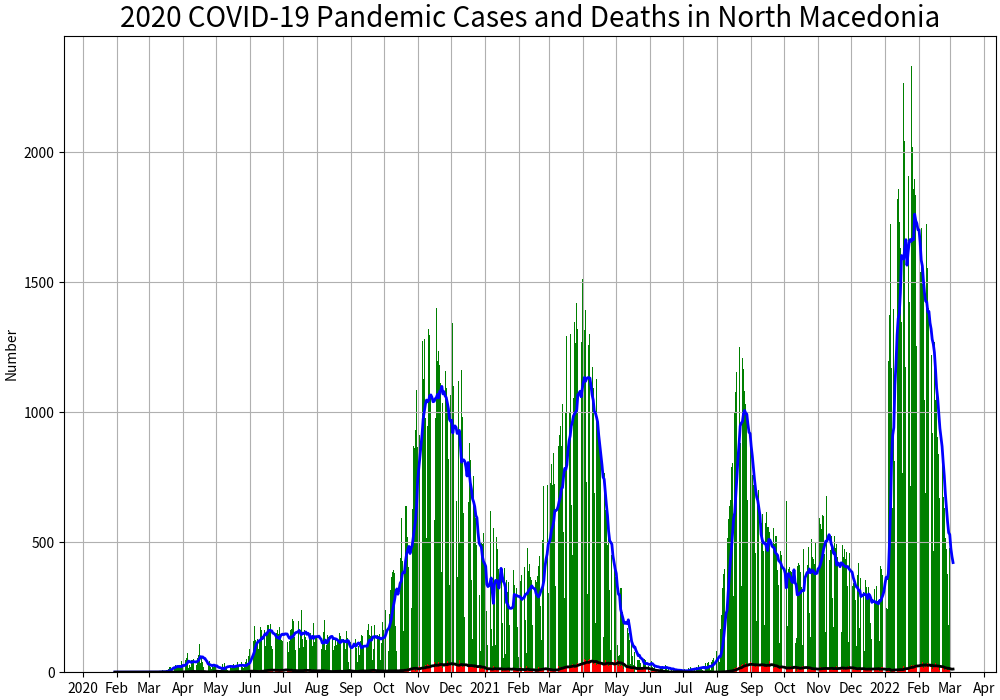 2020 COVID-19 Pandemic Cases and Deaths in North Macedonia
Number
2000
1500
1000
500
0
2020 Feb Mar Apr May Jun Jul Aug Sep Oct Nov Dec 2021 Feb Mar Apr May Jun Jul Aug Sep Oct Nov Dec 2022 Feb Mar Apr